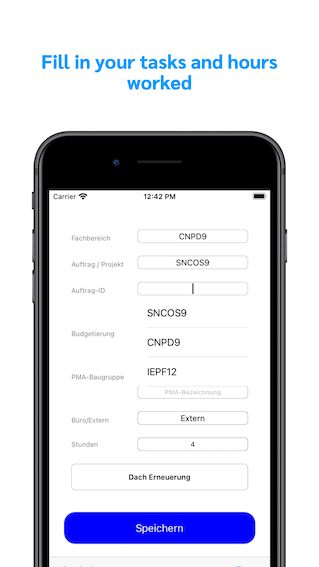 Fill in your tasks and hours
worked
Carrier 12:42 PM
Fachbereich CNPD9
Auftrag / Projekt SNCOS9
Auftrag-ID
SNCOS9
Budgetierung
CNPD9
IEPF12
PMA-Baugruppe
PMA-Bezeichnung
Büro/Extern Extern
Stunden 4
Dach Erneuerung
Speichern